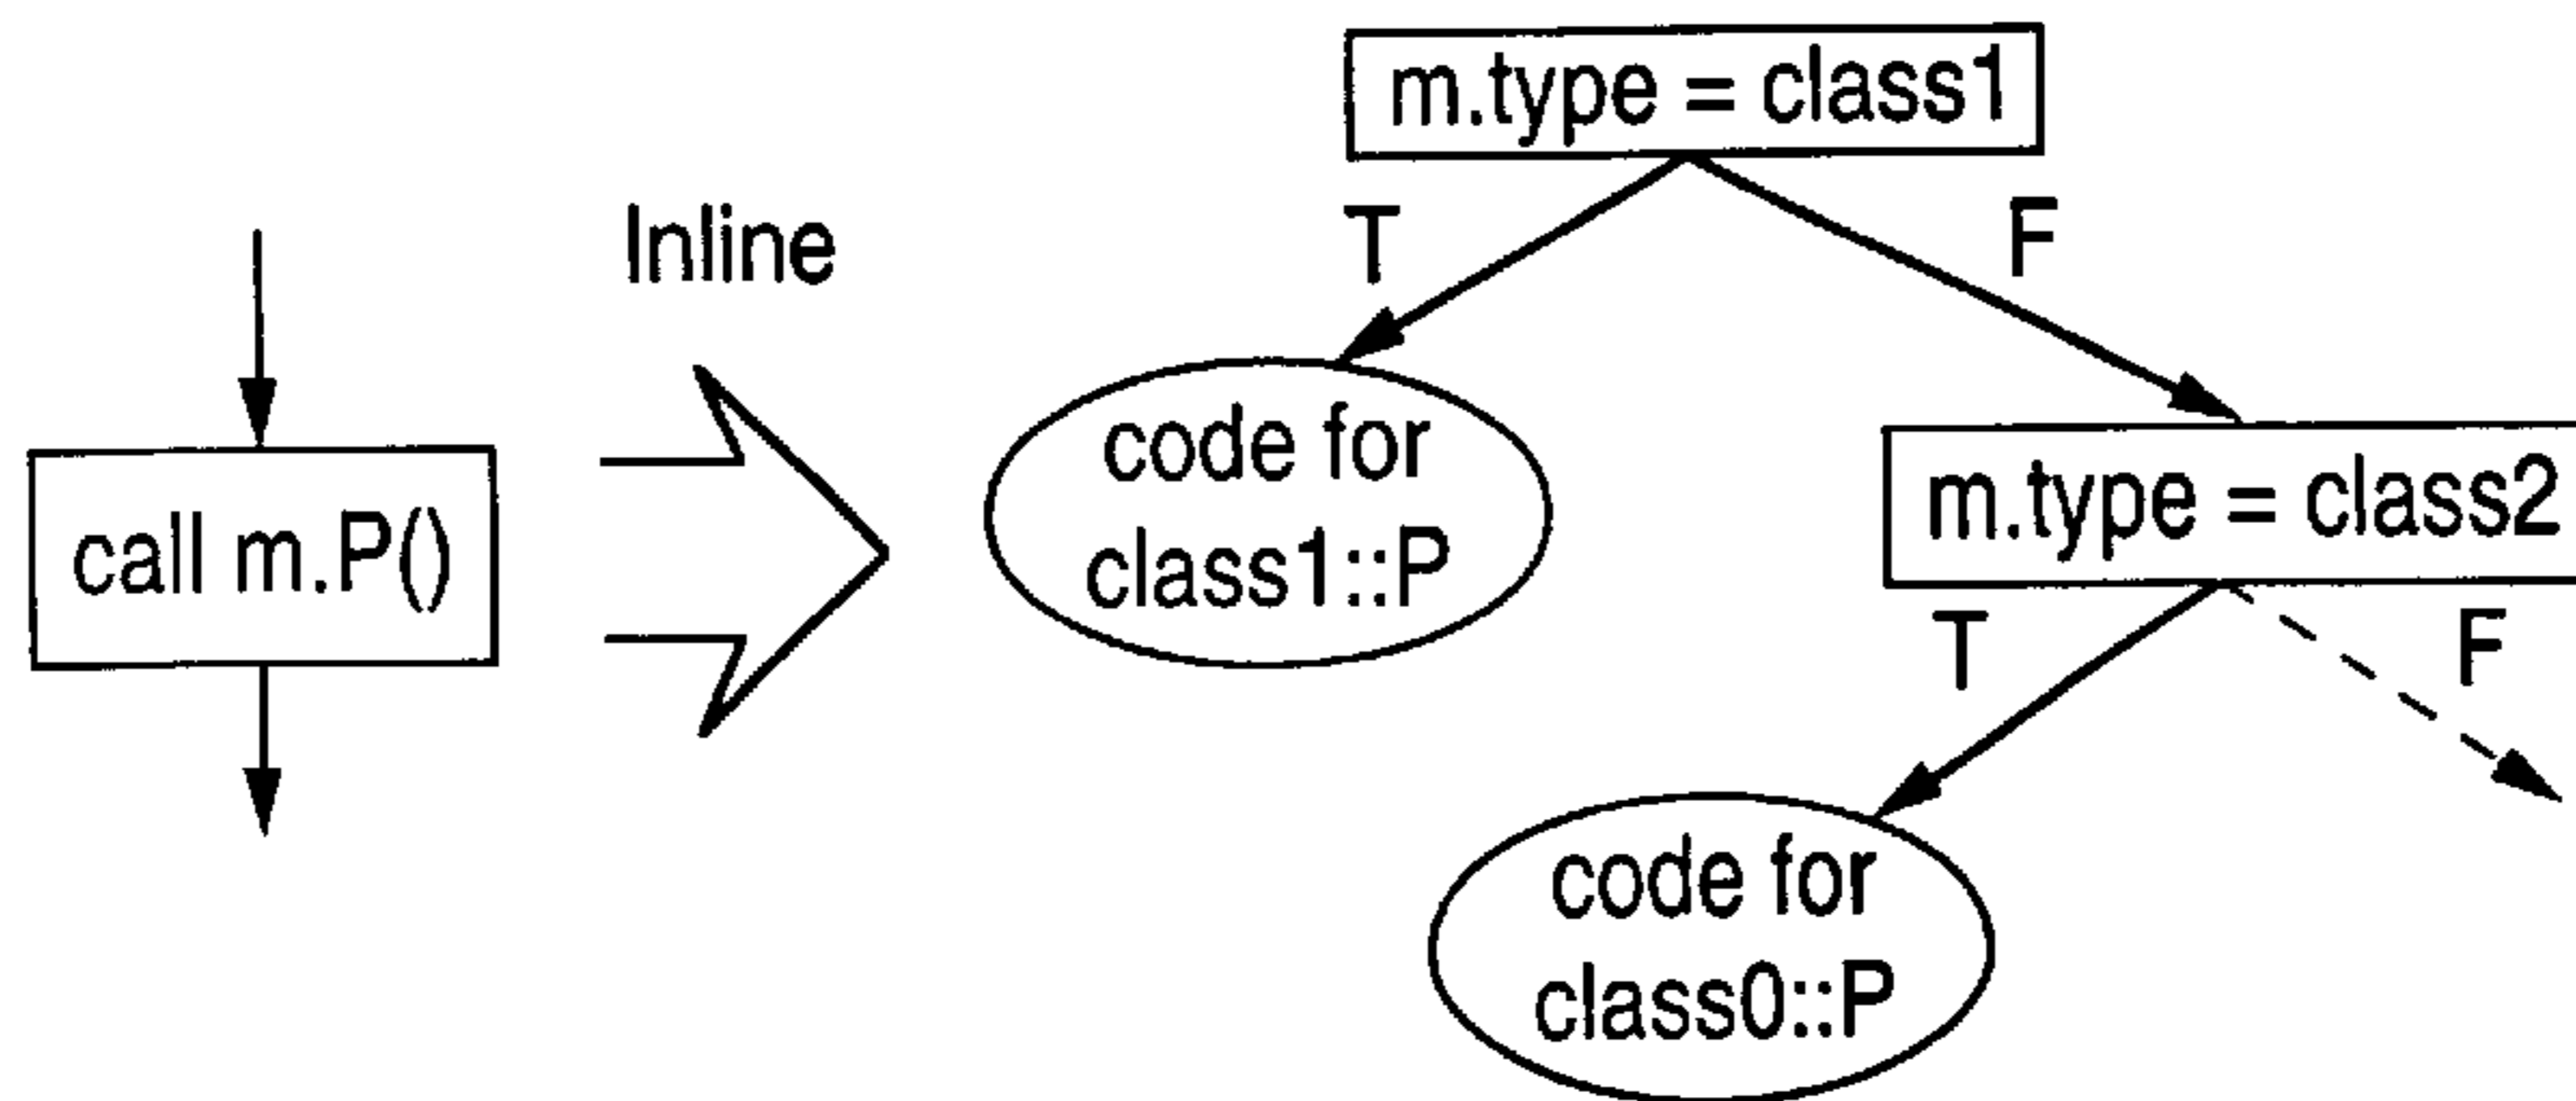 m.type = class1
Inline
T
F
code for
class1::P
call m.P()
m.type = class2
T
F
code for
class0::P